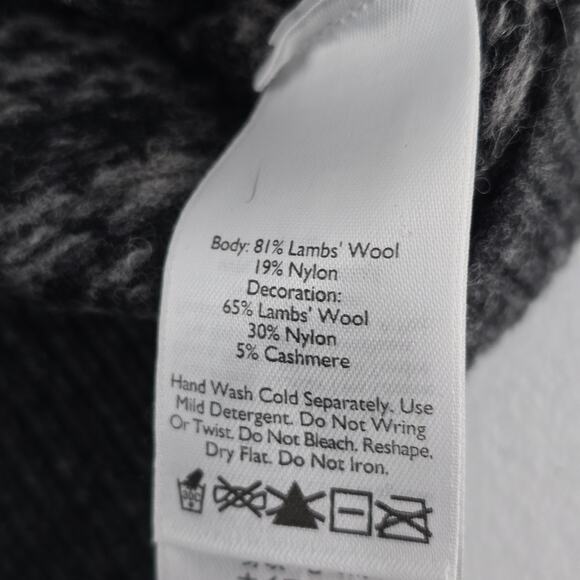 Body: 81% Lambs' Wool
19% Nylon
Decoration:
65% Lambs' Wool
30% Nylon
5% Cashmere
Hand Wash Cold Separately. Use
Mild Detergent. Do Not Wring
Or Twist. Do Not Bleach. Reshape.
Dry Flat. Do Not Iron.